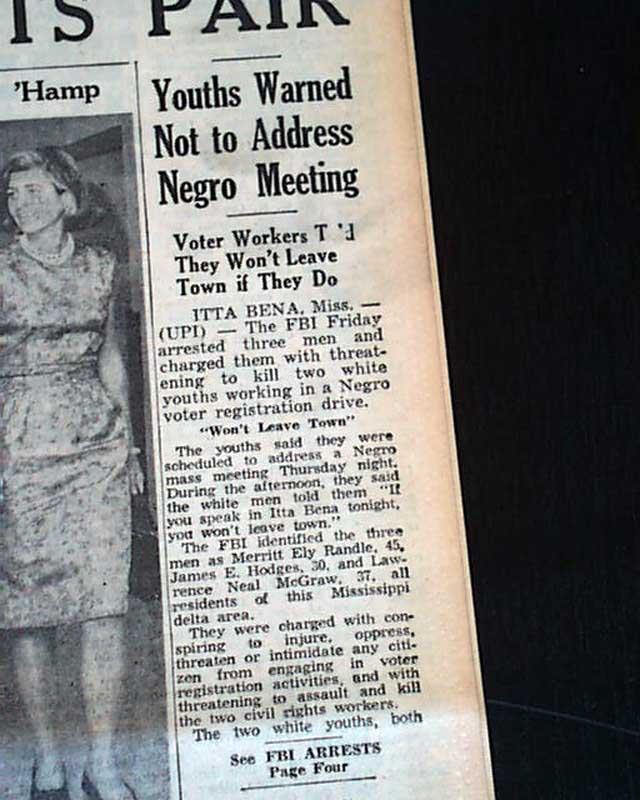 TS PAIR
'Hamp
Youths Warned
Not to Address
Negro Meeting
Voter Workers T 'd
They Won't Leave
Town if They Do
ITTA BENA, Miss. —
(UPI) — The FBI Friday
arrested three men and
charged them with threat-
ening to kill two white
youths working in a Negro
voter registration drive.
"Won't Leave Town"
The youths said they were
scheduled to address a Negro
mass meeting Thursday night.
During the afternoon, they said
the white men told them "If
you speak in Itta Bena tonight,
you won't leave town."
The FBI identified the three
men as Merritt Ely Randle, 45,
James E. Hodges, 30, and Law-
rence Neal McGraw, 37, all
residents of this Mississippi
delta area.
They were charged with con-
spiring to injure, oppress,
threaten or intimidate any citi-
zen from engaging in voter
registration activities, and with
threatening to assault and kill
the two civil rights workers.
The two white youths, both
See FBI ARRESTS
Page Four